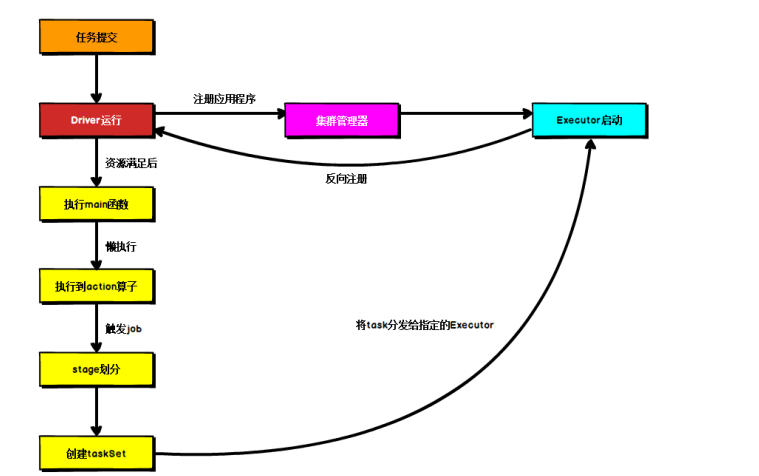 任务提交
Driver运行
注册应用程序
集群管理器
Executor启动
反向注册
资源满足后
执行main函数
懒执行
执行到action算子
触发job
将task分发给指定的Executor
stage划分
创建taskSet